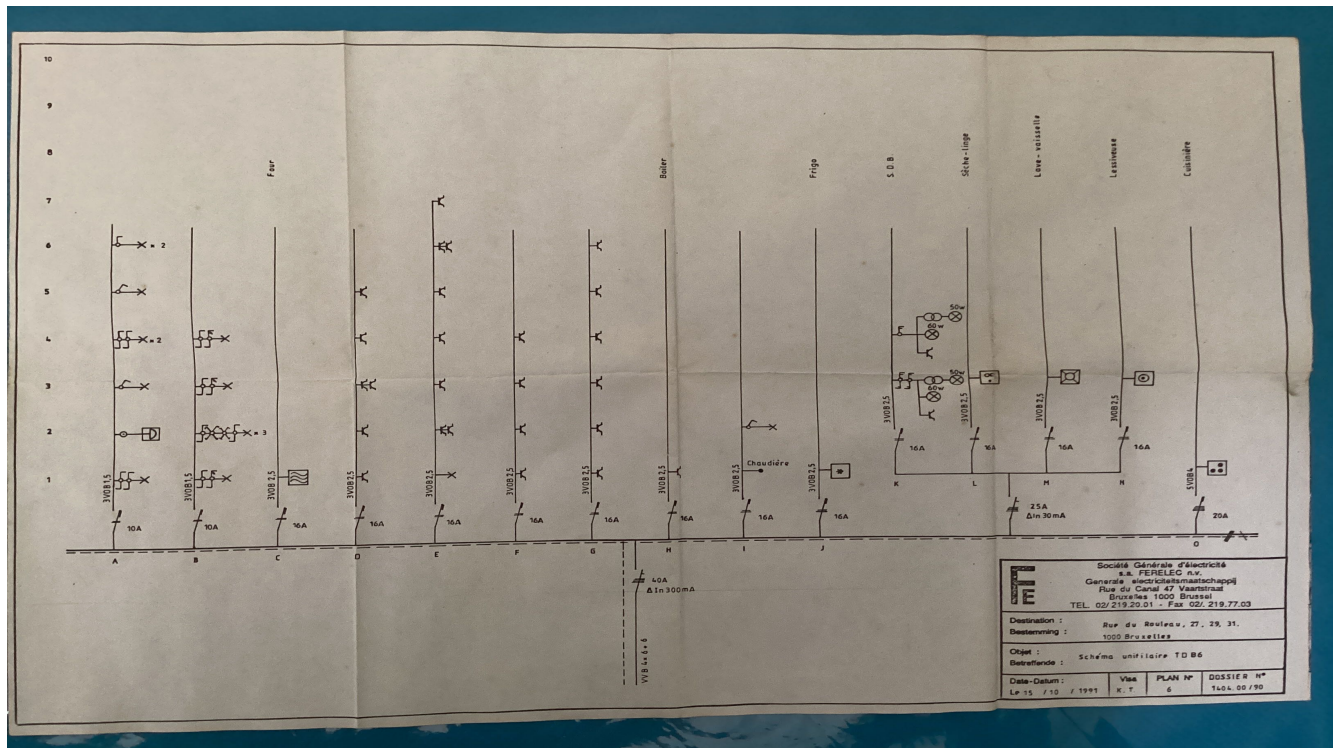 10
9
8
7
6
5
4
3
2
1
Four
Boiler
Frigo
S.D.B
Sèche-linge
Lave-vaisselle
Lessiveuse
Cuisinière
x 2
x 2
x 3
50w
60w
60w
Chaudière
3VOB1,5
3VOB1,5
3VOB2,5
3VOB2,5
3VOB2,5
3VOB2,5
3VOB2,5
3VOB2,5
3VOB2,5
3VOB2,5
3VOB2,5
3VOB2,5
3VOB2,5
3VOB2,5
5VOB4
10A
10A
16A
16A
16A
16A
16A
16A
16A
16A
16A
16A
16A
16A
20A
K
L
M
N
25A
ΔIn 30mA
A
B
C
D
E
F
G
H
I
J
O
40A
ΔIn 300mA
VVB 4x6+6
Société Générale d'électricité
s.a. FERELEC n.v.
Generale electriciteitsmaatschappij
Rue du Canal 47 Vaartstraat
Bruxelles 1000 Brussel
TEL. 02/ 219.20.01 - Fax 02/. 219.77.03
Destination :
Bestemming :
Rue du Rouleau, 27, 29, 31.
1000 Bruxelles
Objet :
Betreffende :
Schéma unifilaire TD B6
Date-Datum :
Le 15 / 10 / 1991
Visa
K.T.
PLAN N°
6
DOSSIER N°
1404.00/90